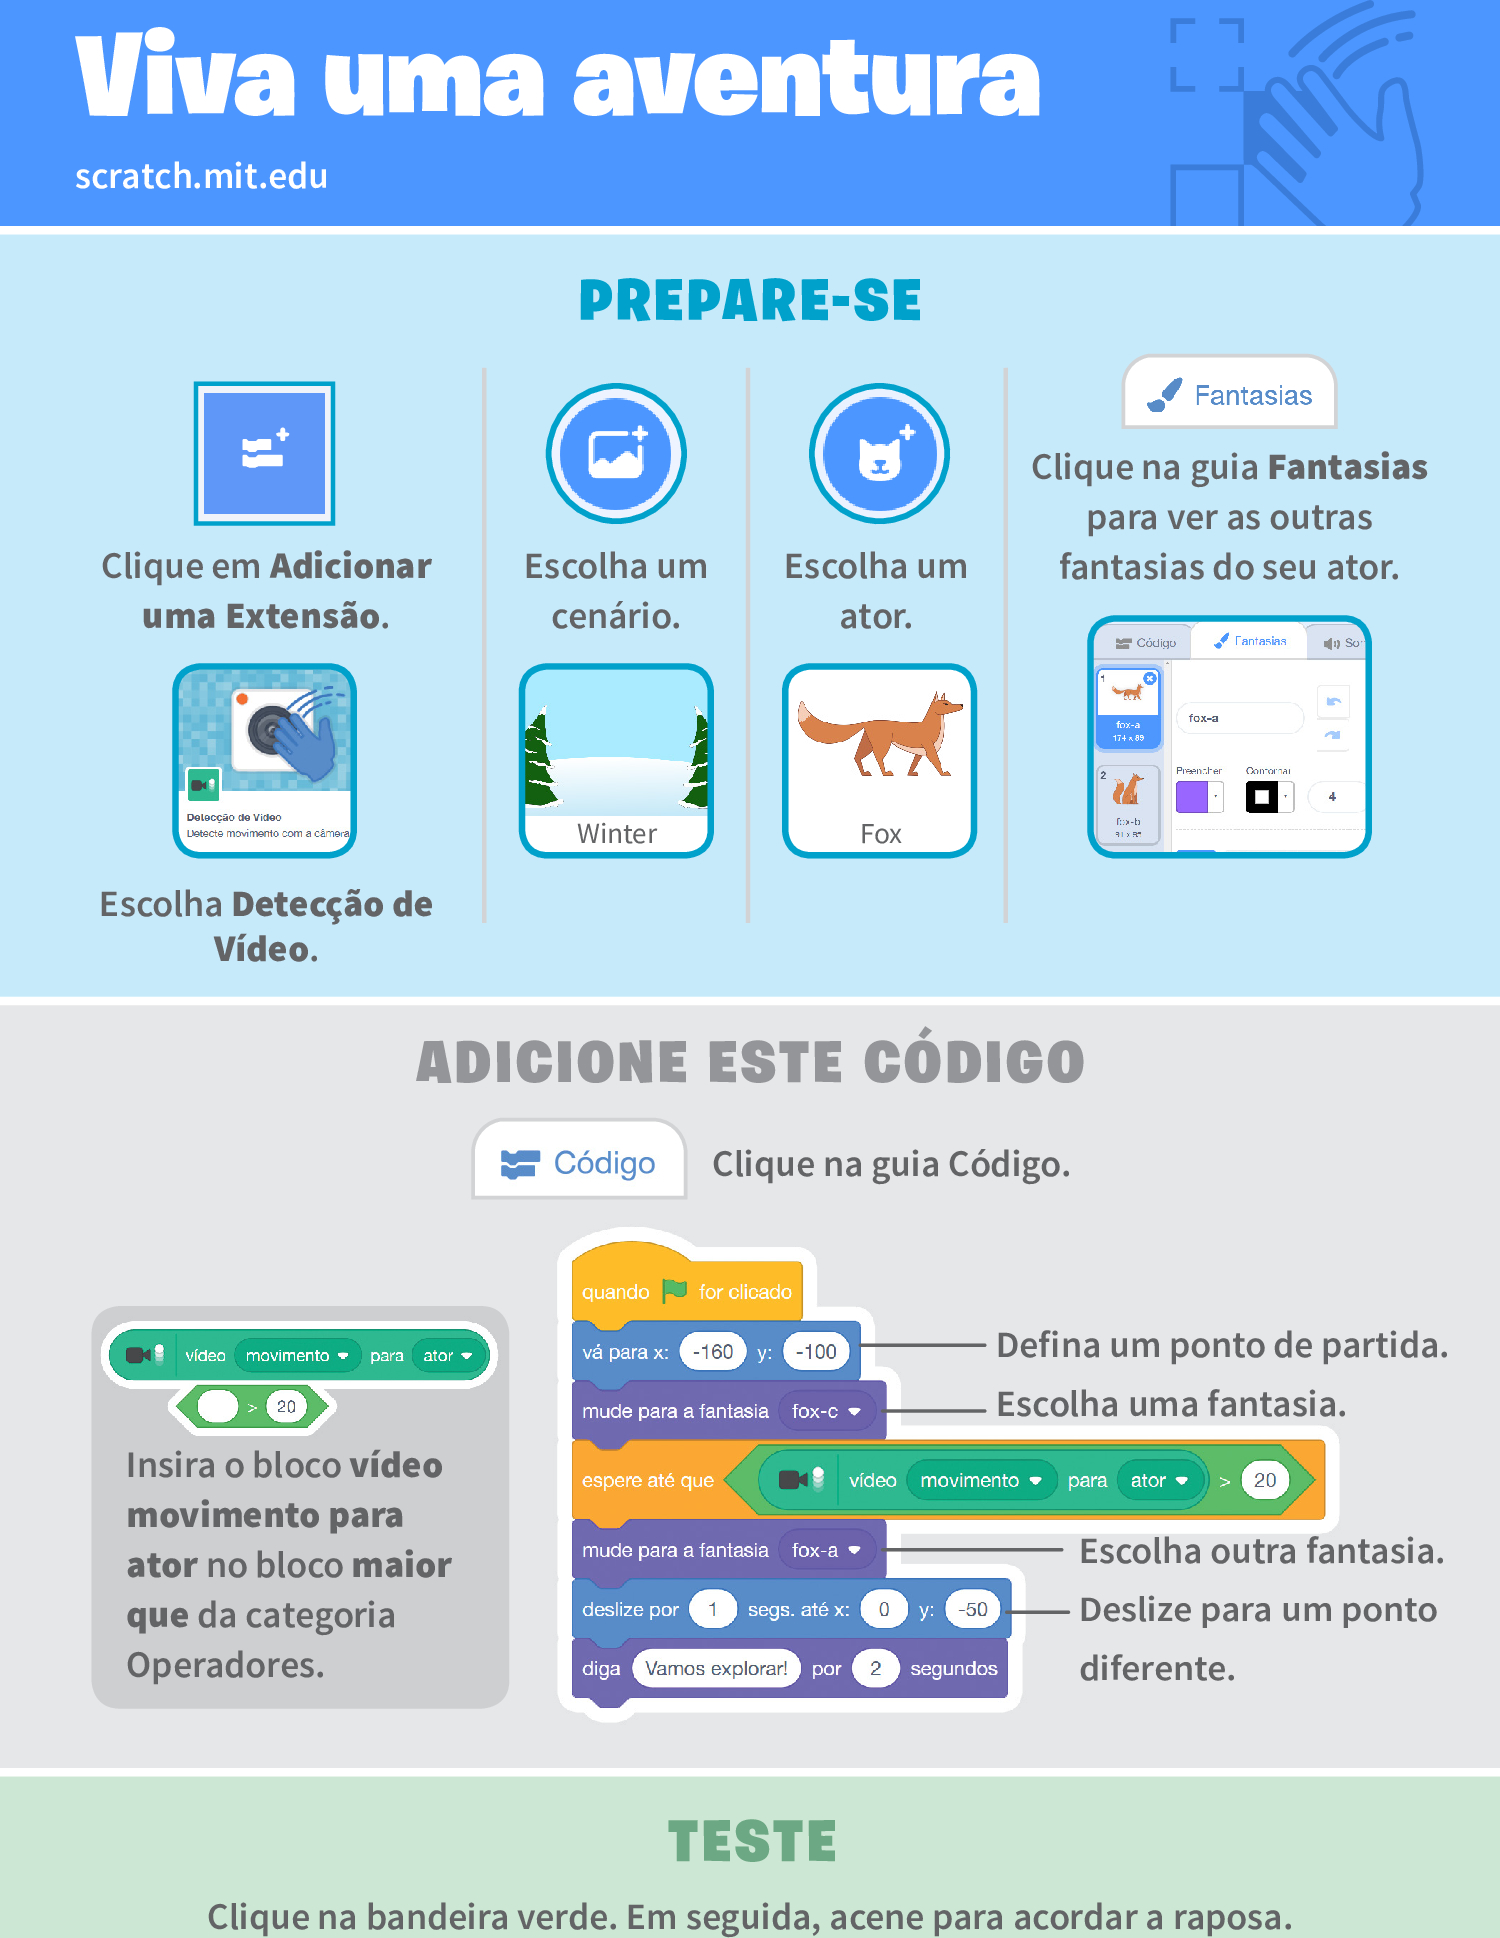 Viva uma aventura
scratch.mit.edu
PREPARE-SE
Clique em Adicionar
uma Extensão.
Detecção de Vídeo
Detecte movimento com a câmera
Escolha Detecção de
Vídeo.
Escolha um
cenário.
Winter
Escolha um
ator.
Fox
Fantasias
Clique na guia Fantasias
para ver as outras
fantasias do seu ator.
Código Fantasias
1
fox-a
174 x 89
2
fox-b
fox-a
Preencher Contornar
4
ADICIONE ESTE CÓDIGO
Código
Clique na guia Código.
vídeo movimento para ator
> 20
Insira o bloco vídeo
movimento para
ator no bloco maior
que da categoria
Operadores.
quando for clicado
vá para x: -160 y: -100
Defina um ponto de partida.
mude para a fantasia fox-c
Escolha uma fantasia.
espere até que vídeo movimento para ator > 20
mude para a fantasia fox-a
Escolha outra fantasia.
deslize por 1 segs. até x: 0 y: -50
Deslize para um ponto
diferente.
diga Vamos explorar! por 2 segundos
TESTE
Clique na bandeira verde. Em seguida, acene para acordar a raposa.